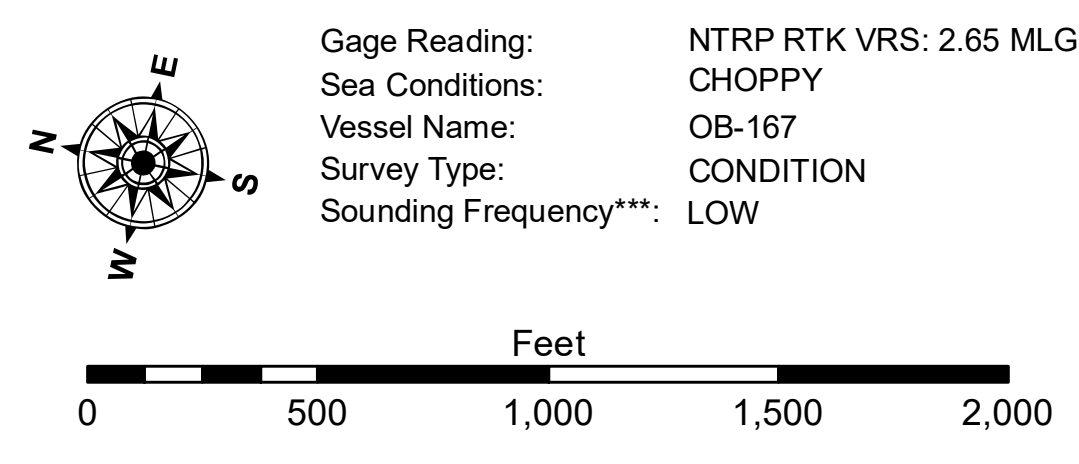 E
N
S
W
Gage Reading: NTRP RTK VRS: 2.65 MLG
Sea Conditions: CHOPPY
Vessel Name: OB-167
Survey Type: CONDITION
Sounding Frequency***: LOW
Feet
0 500 1,000 1,500 2,000